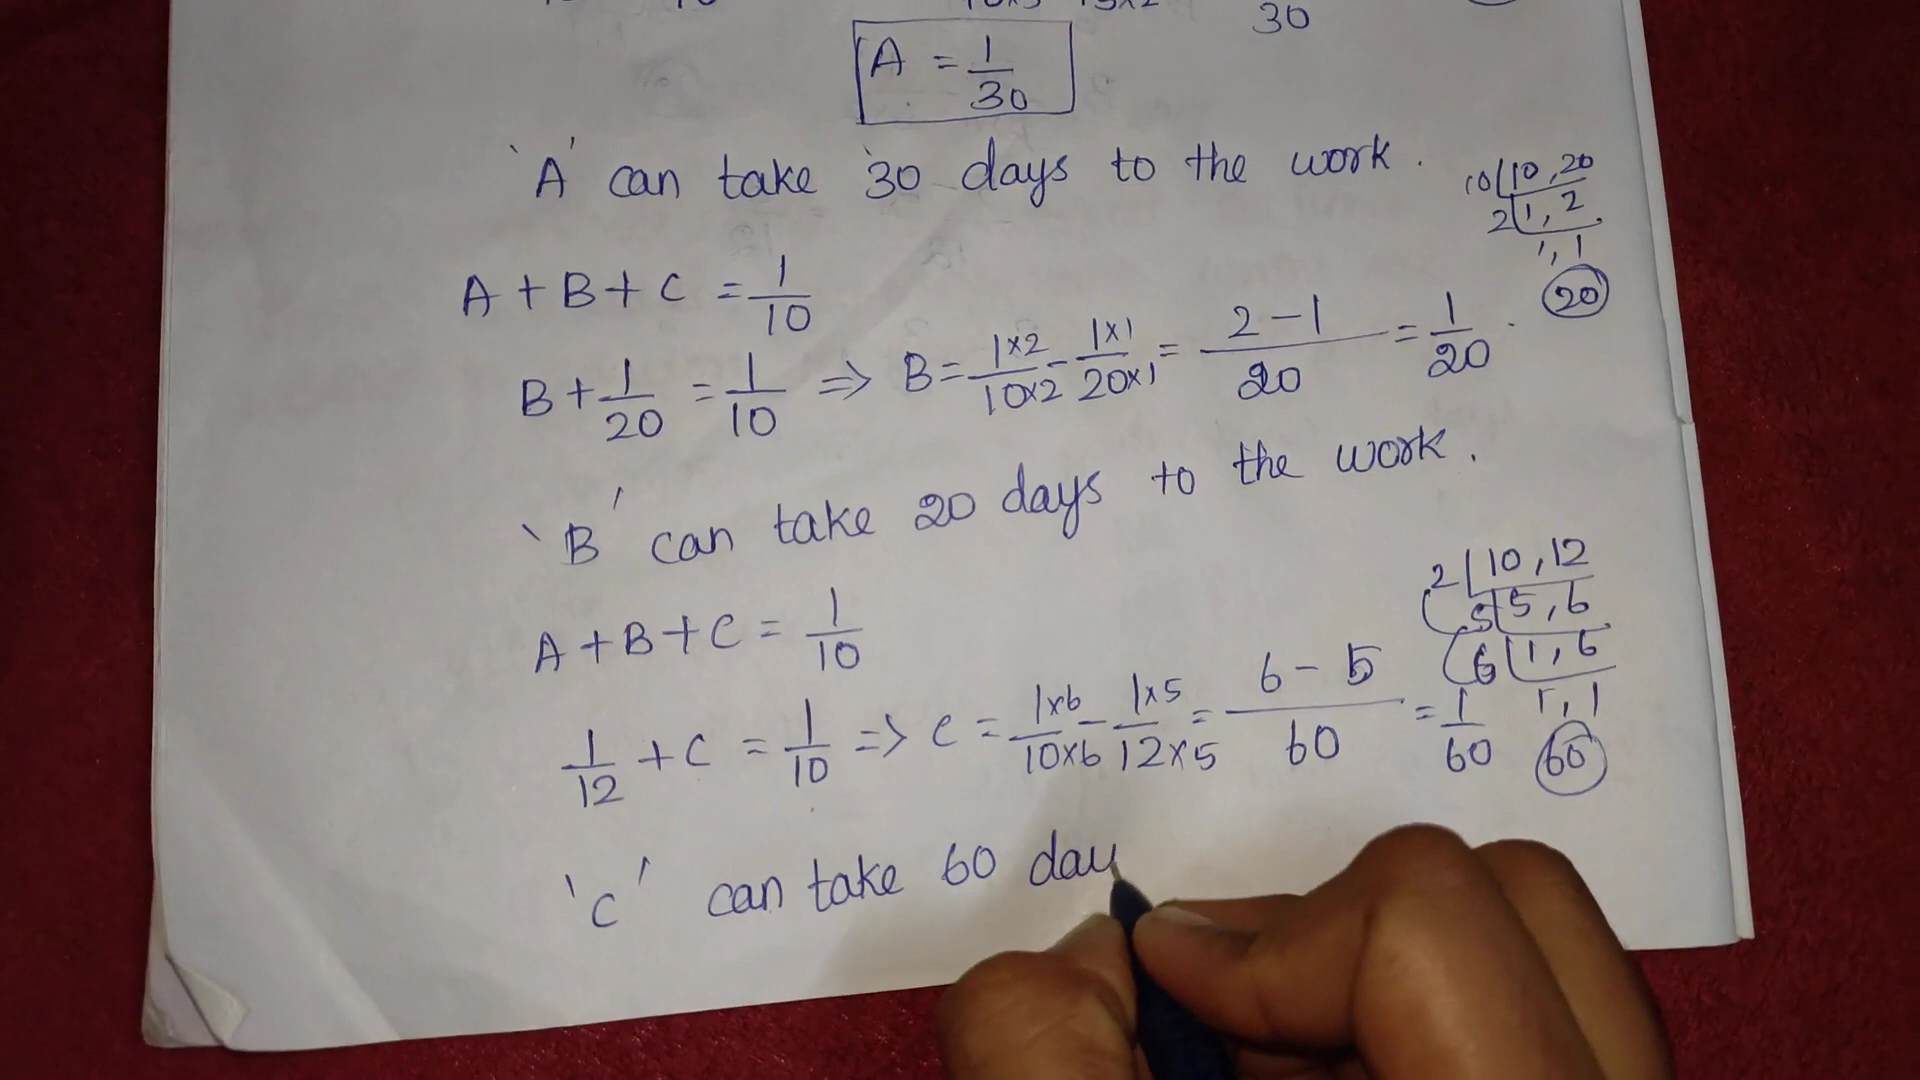 30
A = 1/30
'A' can take 30 days to the work.
10 | 10, 20
2 | 1, 2
1, 1
20
A + B + C = 1/10
B + 1/20 = 1/10 ⇒ B = 1×2/10×2 - 1×1/20×1 = 2-1/20 = 1/20.
'B' can take 20 days to the work.
2 | 10, 12
5 | 5, 6
6 | 1, 6
1, 1
60
A + B + C = 1/10
1/12 + C = 1/10 ⇒ C = 1×6/10×6 - 1×5/12×5 = 6-5/60 = 1/60
'C' can take 60 day